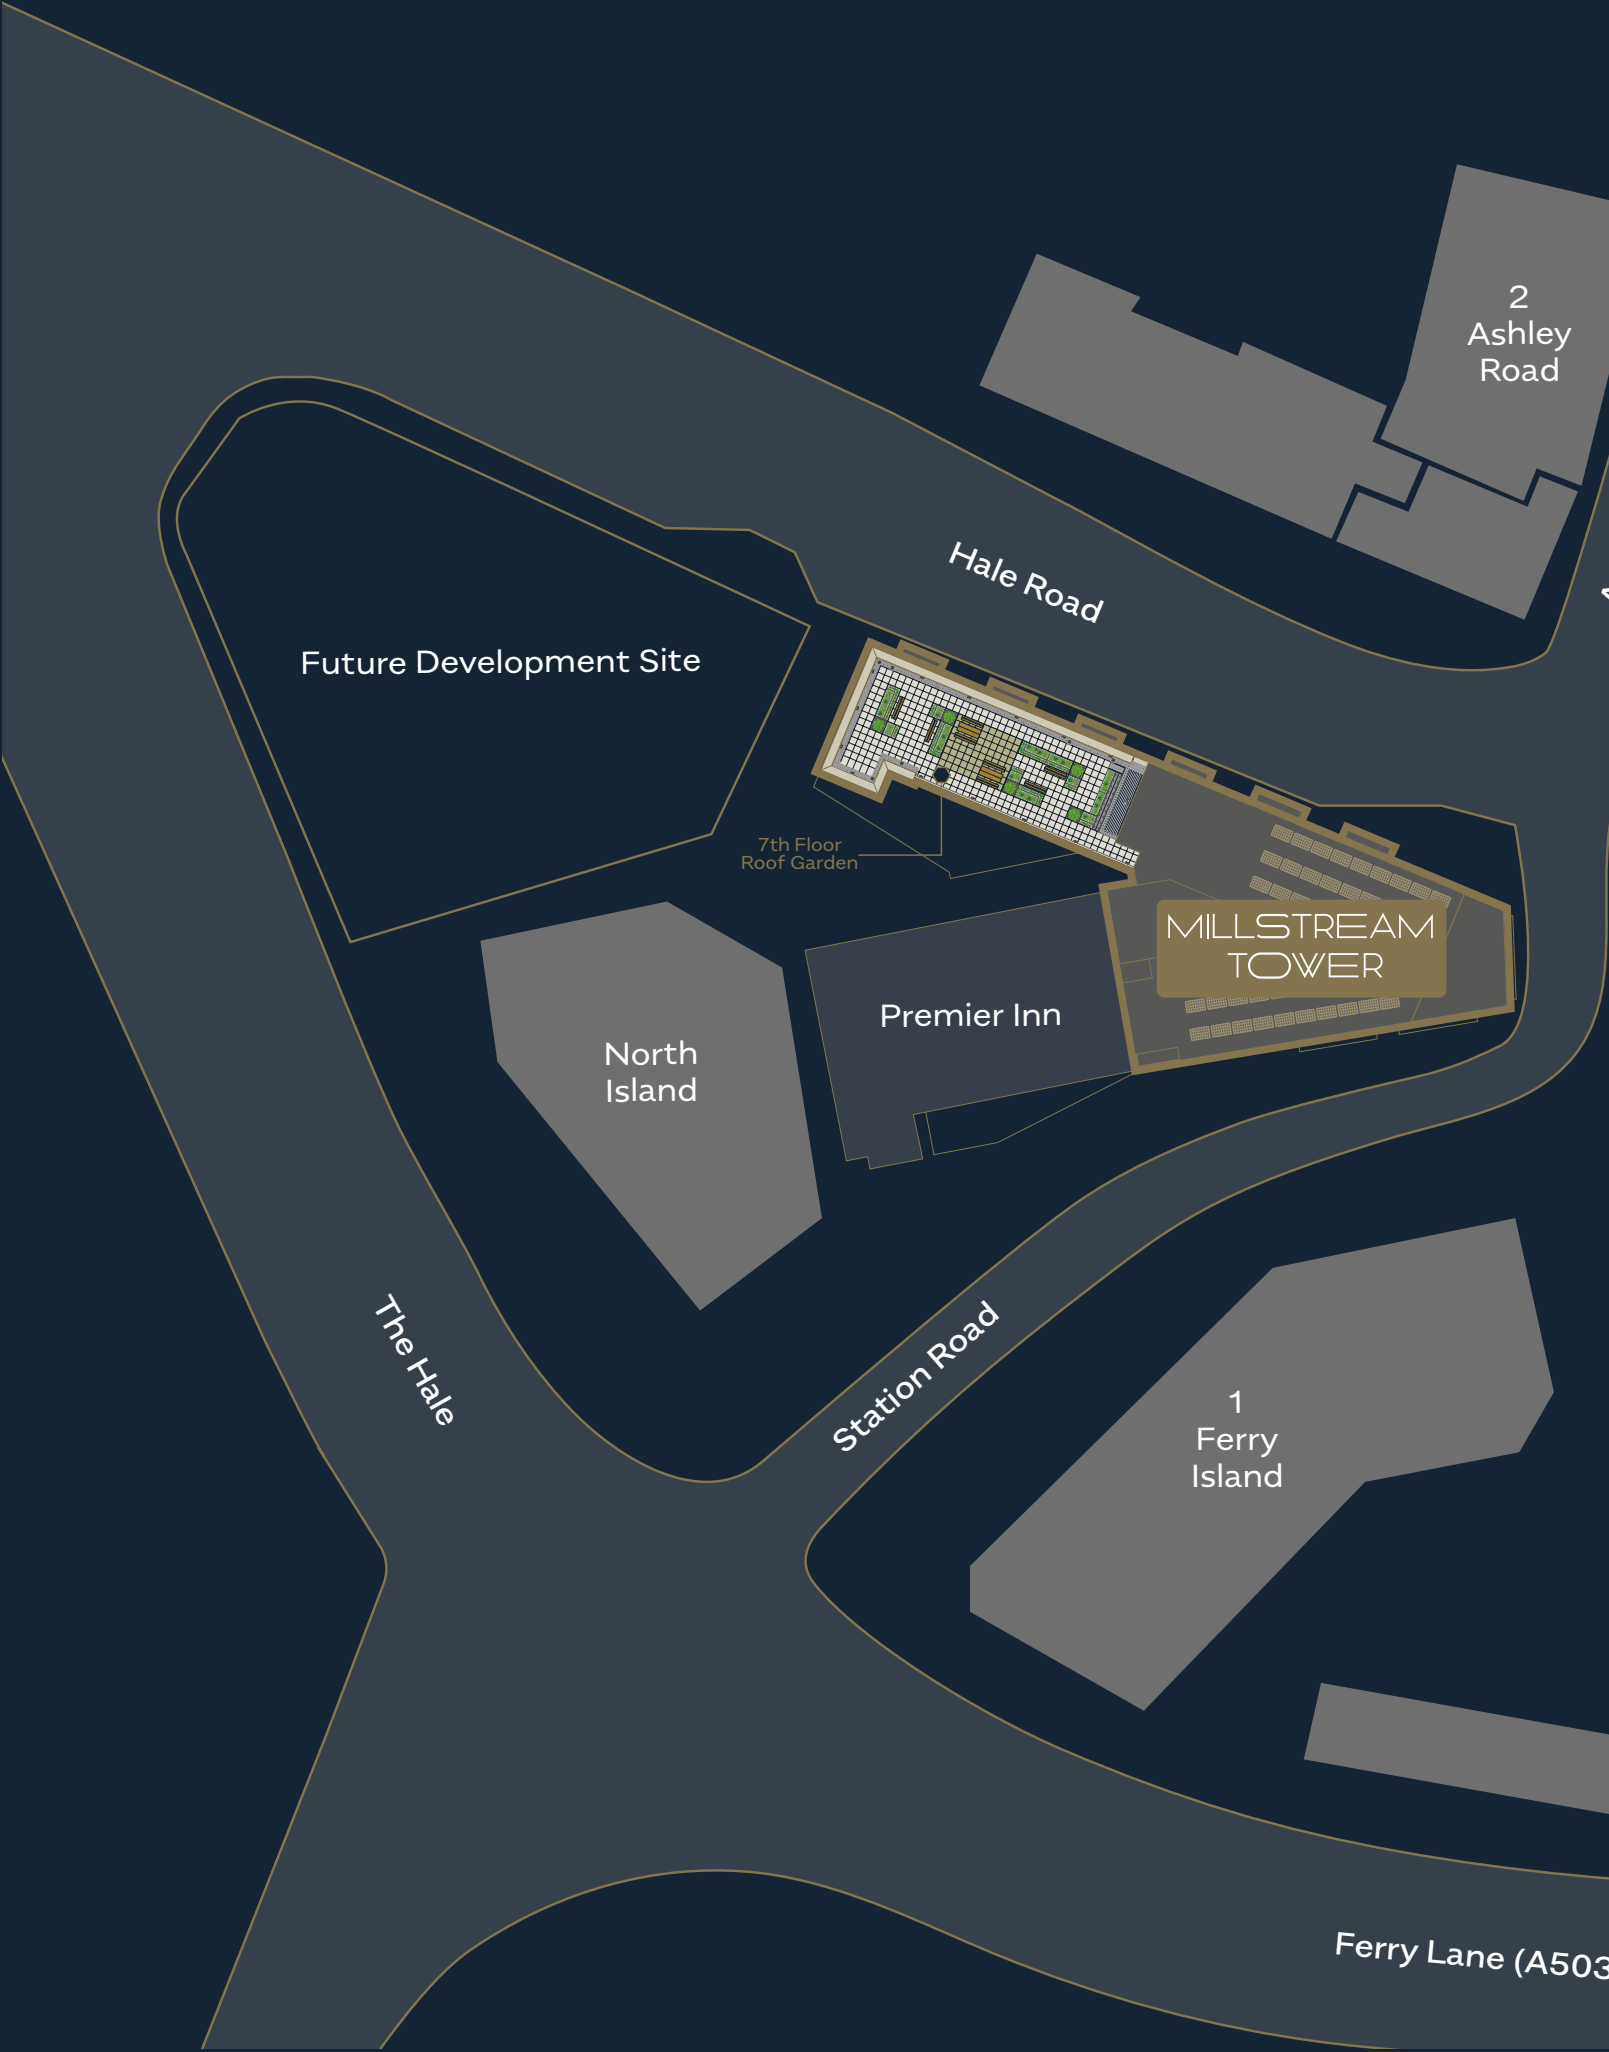 2
Ashley
Road
Hale Road
Future Development Site
7th Floor
Roof Garden
MILLSTREAM
TOWER
Premier Inn
North
Island
The Hale
Station Road
1
Ferry
Island
Ferry Lane (A503